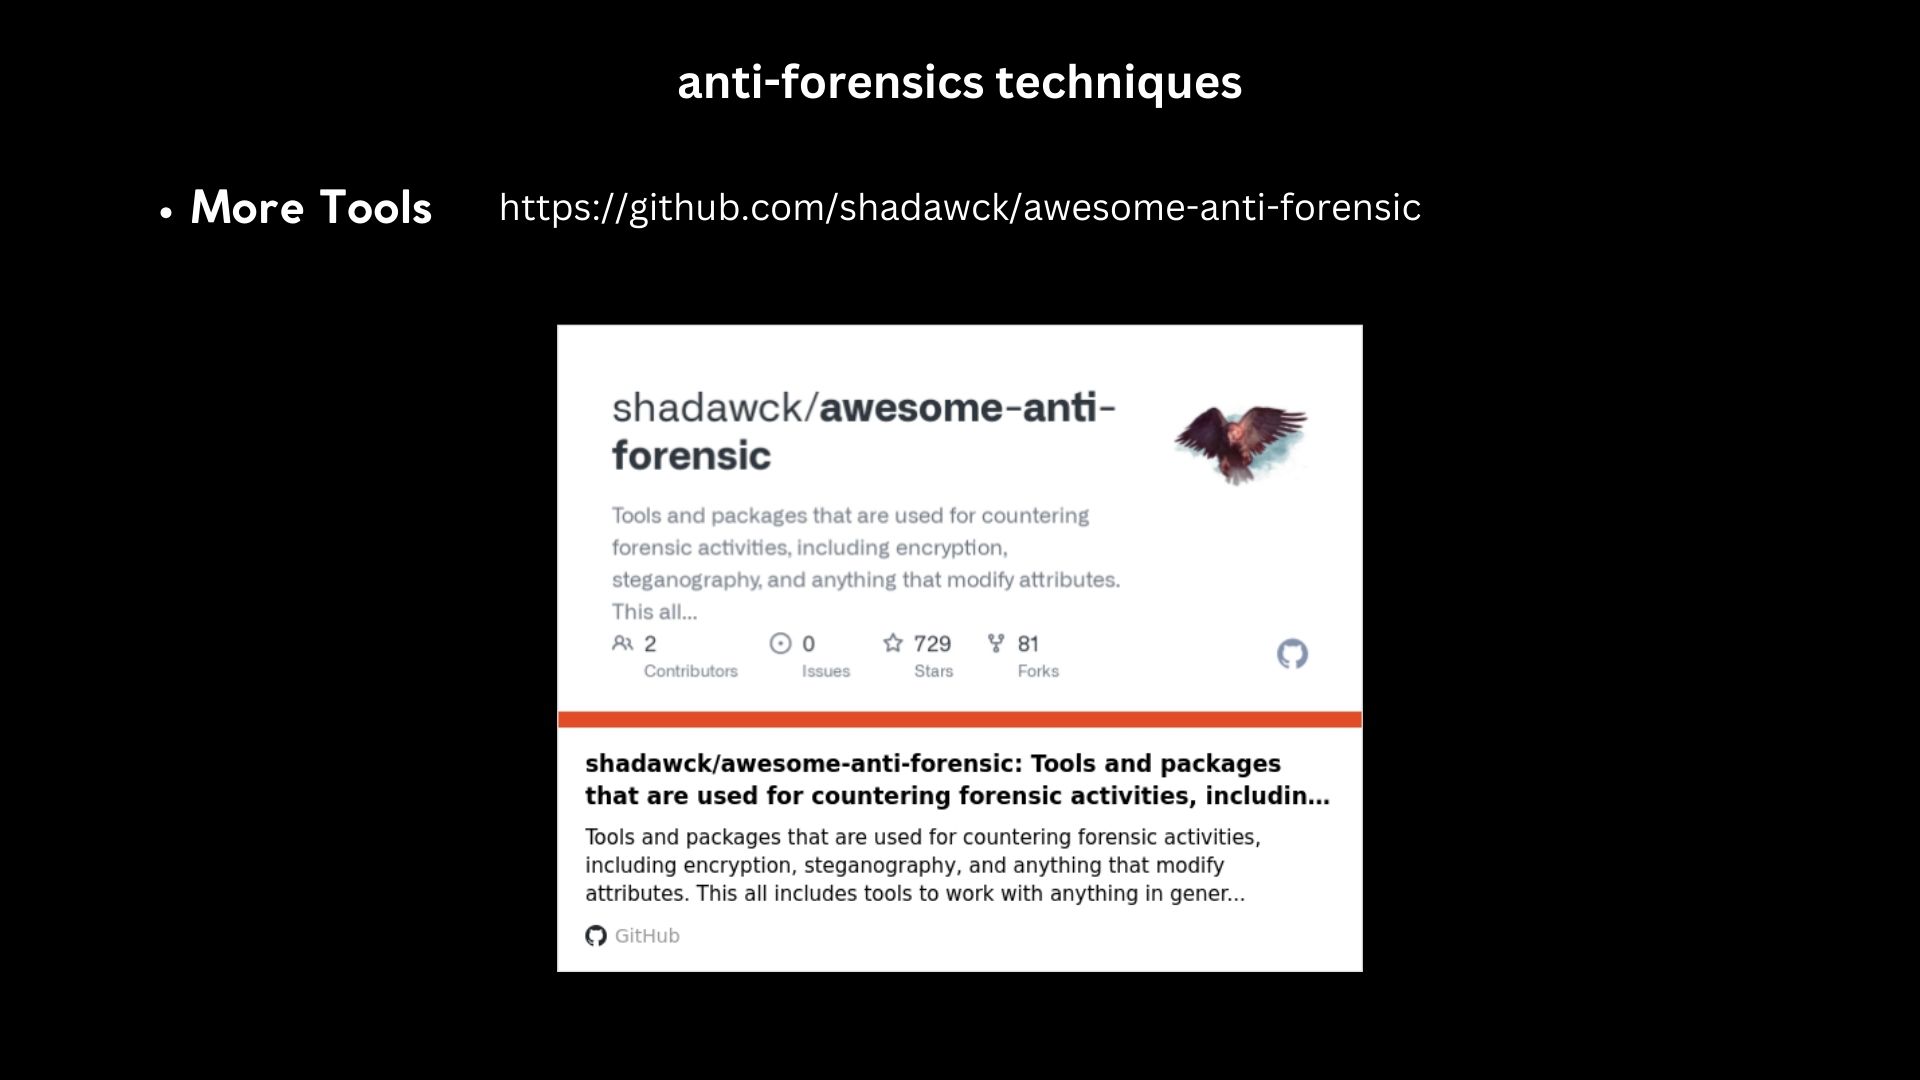 anti-forensics techniques
• More Tools https://github.com/shadawck/awesome-anti-forensic
shadawck/awesome-anti-
forensic
Tools and packages that are used for countering
forensic activities, including encryption,
steganography, and anything that modify attributes.
This all...
2 0 729 81
Contributors Issues Stars Forks
shadawck/awesome-anti-forensic: Tools and packages
that are used for countering forensic activities, includin...
Tools and packages that are used for countering forensic activities,
including encryption, steganography, and anything that modify
attributes. This all includes tools to work with anything in gener...
GitHub